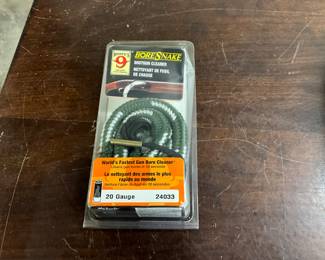 HOPPE'S
9
BORESNAKE
SHOTGUN CLEANER
NETTOYANT DE FUSIL
DE CHASSE
World's Fastest Gun Bore Cleaner
Le nettoyant des armes le plus
rapide au monde
20 Gauge 24033